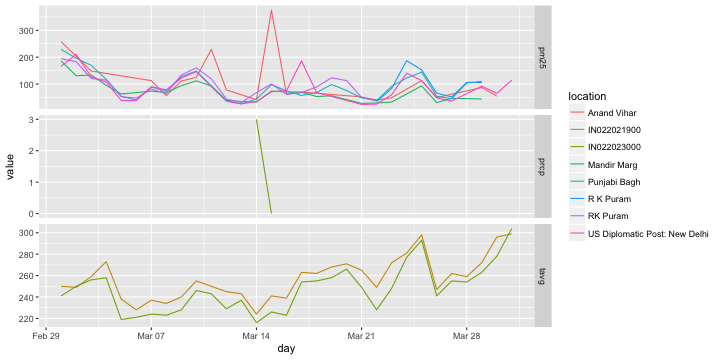 300
200
100
pm25
3
2
1
0
prcp
value
300
280
260
240
220
tavg
Feb 29
Mar 07
Mar 14
Mar 21
Mar 28
day
location
Anand Vihar
IN022021900
IN022023000
Mandir Marg
Punjabi Bagh
R K Puram
RK Puram
US Diplomatic Post: New Delhi